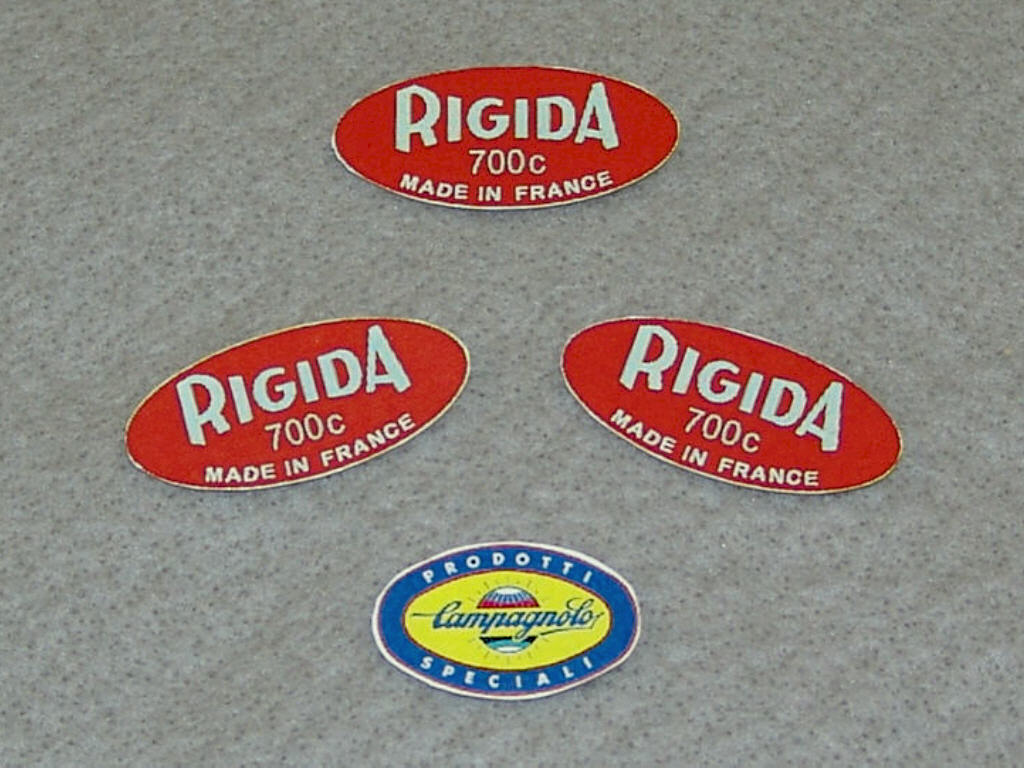 RIGIDA
700c
MADE IN FRANCE
RIGIDA
700c
MADE IN FRANCE
RIGIDA
700c
MADE IN FRANCE
PRODOTTI
Campagnolo
SPECIALI